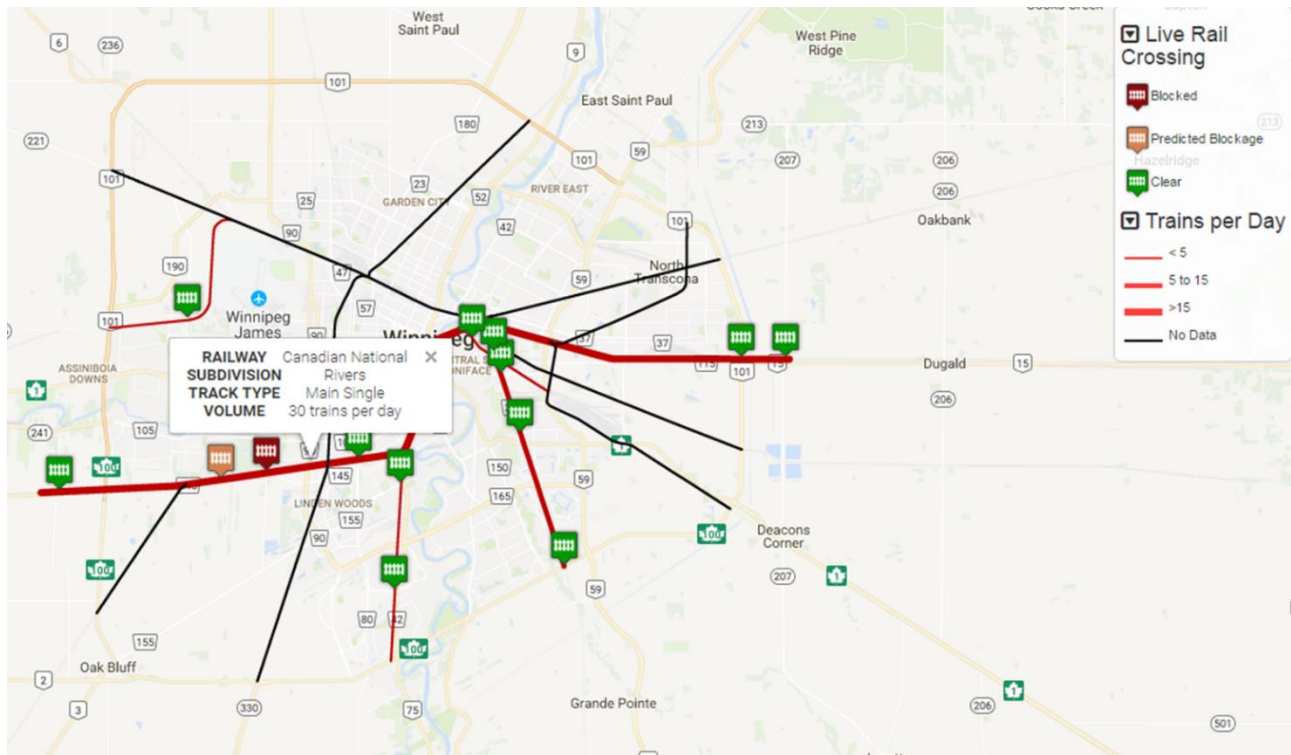 West
Saint Paul
West Pine
Ridge
6
236
101
9
East Saint Paul
180
59
213
221
101
207
206
206
101
23
GARDEN CITY
52
RIVER EAST
25
90
42
101
Oakbank
190
47
North
Transcona
59
57
101
Winnipeg
James
90
37
37
Dugald
15
115
101
15
ASSINIBOIA
DOWNS
1
206
241
105
100
145
LINDEN WOODS
155
90
150
165
59
1
Deacons
Corner
100
207
1
100
59
80
42
155
100
Oak Bluff
2
3
330
75
Grande Pointe
1
206
501
RAILWAY Canadian National ×
SUBDIVISION Rivers
TRACK TYPE Main Single
VOLUME 30 trains per day
Live Rail
Crossing
Blocked
213
Predicted Blockage
Hazelridge
Clear
Trains per Day
< 5
5 to 15
>15
No Data